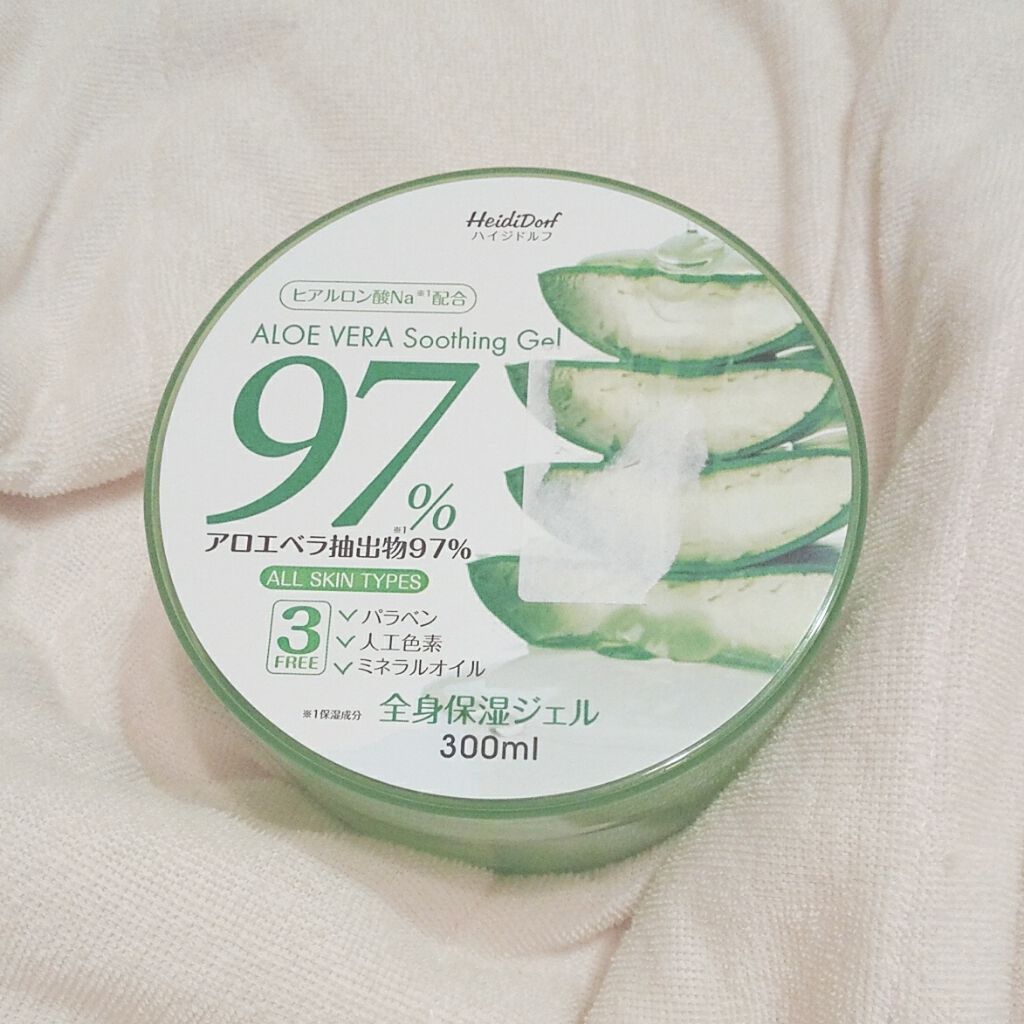 HeidiDorf
ハイジドルフ
ヒアルロン酸Na※1配合
ALOE VERA Soothing Gel
97%
アロエベラ抽出物※1 97%
ALL SKIN TYPES
3 FREE
パラベン
人工色素
ミネラルオイル
※1保湿成分
全身保湿ジェル
300ml